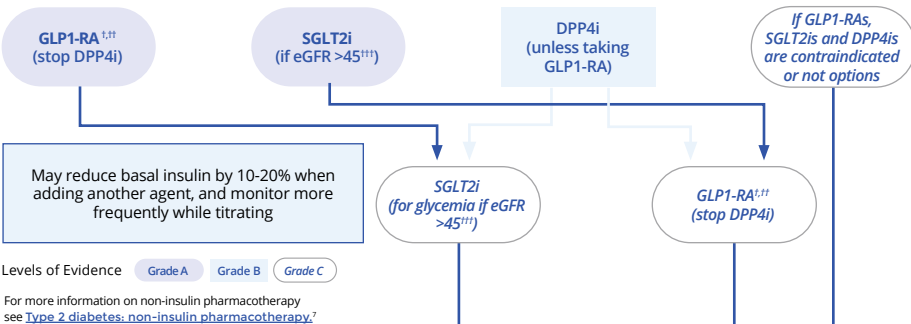 GLP1-RA†,††
(stop DPP4i)
SGLT2i
(if eGFR >45†††)
DPP4i
(unless taking
GLP1-RA)
If GLP1-RAs,
SGLT2is and DPP4is
are contraindicated
or not options
May reduce basal insulin by 10-20% when
adding another agent, and monitor more
frequently while titrating
SGLT2i
(for glycemia if eGFR
>45†††)
GLP1-RA†,††
(stop DPP4i)
Levels of Evidence Grade A Grade B Grade C
For more information on non-insulin pharmacotherapy
see Type 2 diabetes: non-insulin pharmacotherapy.7